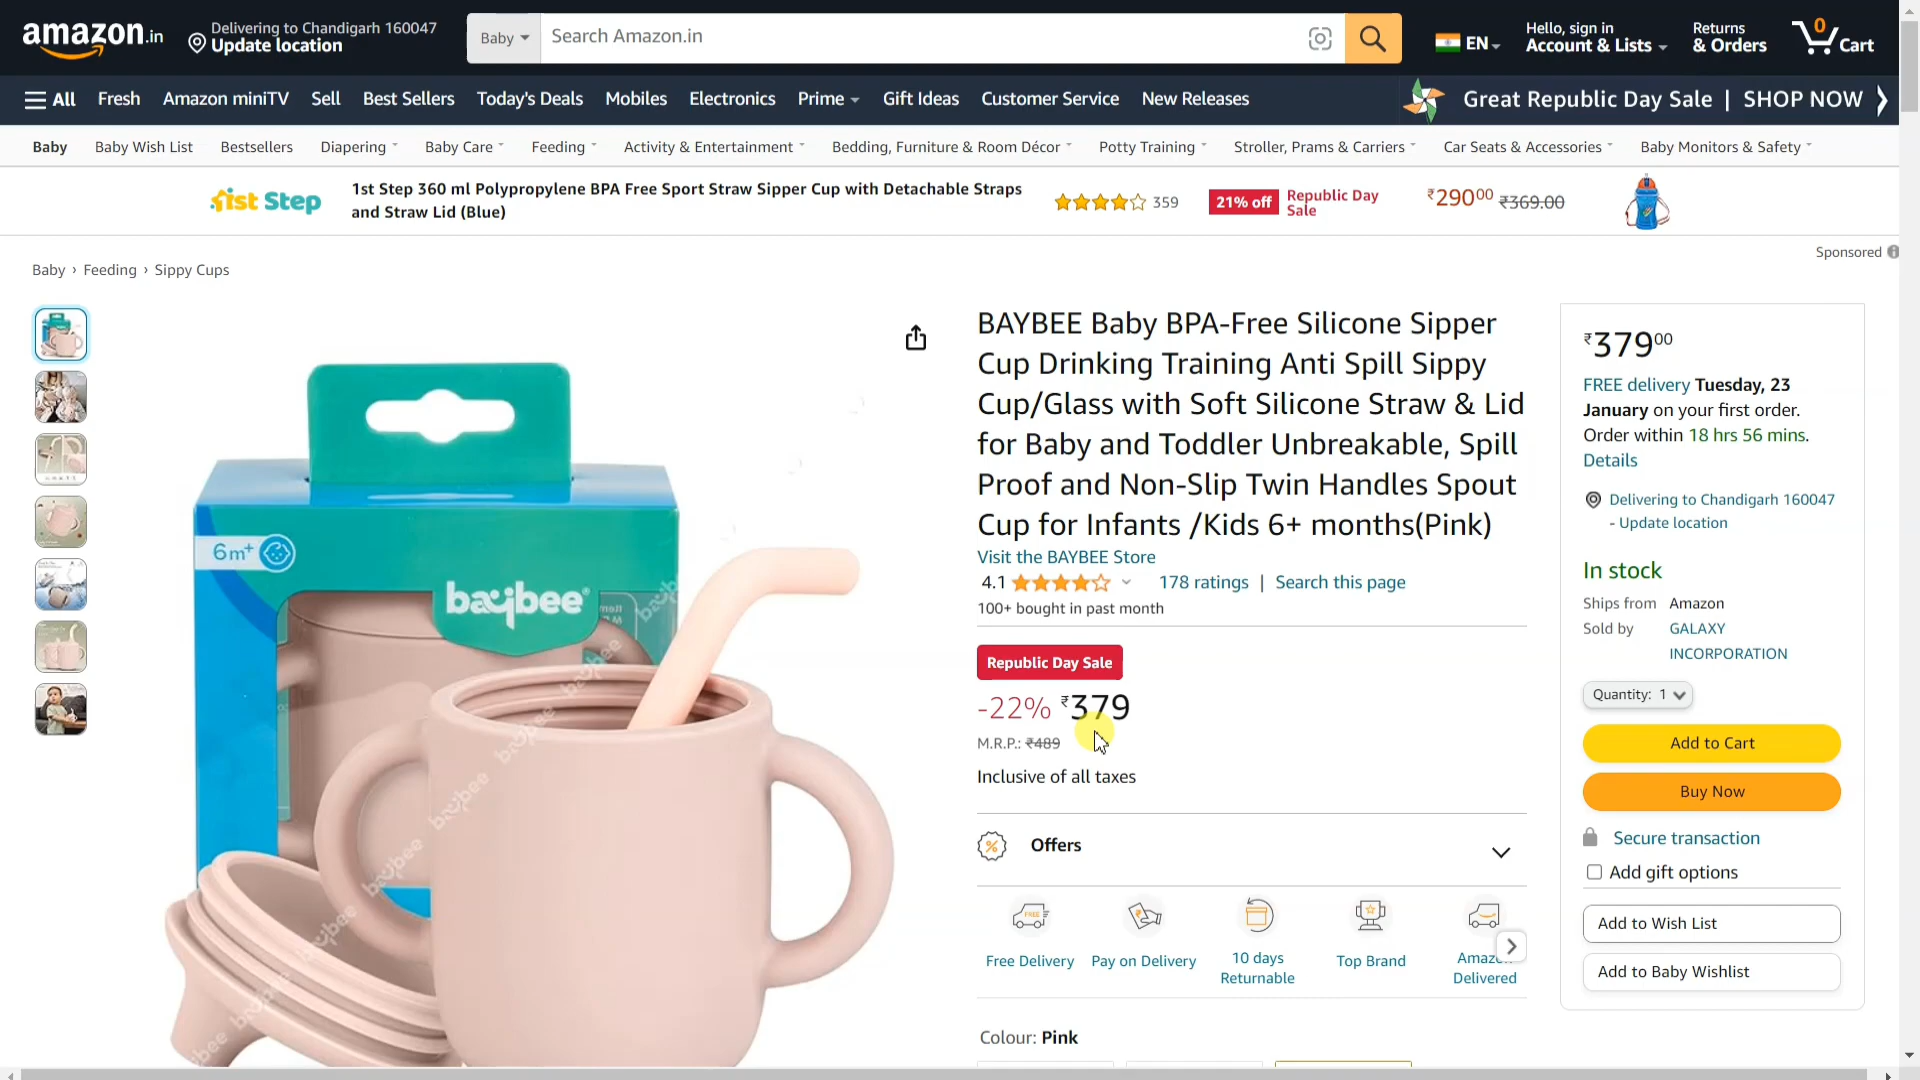 amazon.in
Delivering to Chandigarh 160047
Update location
Baby
Search Amazon.in
EN
Hello, sign in
Account & Lists
Returns
& Orders
0
Cart
All
Fresh
Amazon miniTV
Sell
Best Sellers
Today's Deals
Mobiles
Electronics
Prime
Gift Ideas
Customer Service
New Releases
Great Republic Day Sale | SHOP NOW
Baby
Baby Wish List
Bestsellers
Diapering
Baby Care
Feeding
Activity & Entertainment
Bedding, Furniture & Room Décor
Potty Training
Stroller, Prams & Carriers
Car Seats & Accessories
Baby Monitors & Safety
1st Step
1st Step 360 ml Polypropylene BPA Free Sport Straw Sipper Cup with Detachable Straps
and Straw Lid (Blue)
359
21% off
Republic Day
Sale
₹290⁰⁰ ₹369.00
Sponsored
Baby › Feeding › Sippy Cups
6m+
baybee
baybee
baybee
baybee
baybee
baybee
baybee
baybee
BAYBEE Baby BPA-Free Silicone Sipper
Cup Drinking Training Anti Spill Sippy
Cup/Glass with Soft Silicone Straw & Lid
for Baby and Toddler Unbreakable, Spill
Proof and Non-Slip Twin Handles Spout
Cup for Infants /Kids 6+ months(Pink)
Visit the BAYBEE Store
4.1
178 ratings | Search this page
100+ bought in past month
Republic Day Sale
-22% ₹379
M.R.P.: ₹489
Inclusive of all taxes
Offers
FREE
Free Delivery
Pay on Delivery
10 days
Returnable
Top Brand
Amaz
Delivered
Colour: Pink
₹379⁰⁰
FREE delivery Tuesday, 23
January on your first order.
Order within 18 hrs 56 mins.
Details
Delivering to Chandigarh 160047
- Update location
In stock
Ships from Amazon
Sold by GALAXY
INCORPORATION
Quantity: 1
Add to Cart
Buy Now
Secure transaction
Add gift options
Add to Wish List
Add to Baby Wishlist